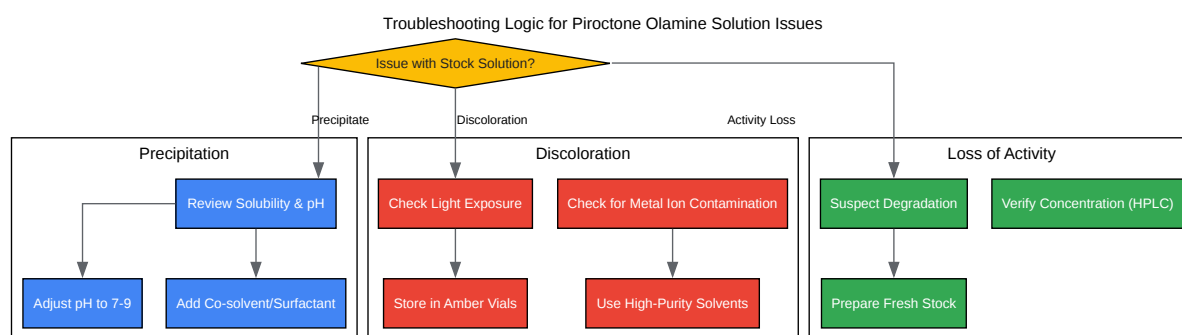 Troubleshooting Logic for Piroctone Olamine Solution Issues
Issue with Stock Solution?
Precipitate
Discoloration
Activity Loss
Precipitation
Discoloration
Loss of Activity
Review Solubility & pH
Check Light Exposure
Check for Metal Ion Contamination
Suspect Degradation
Verify Concentration (HPLC)
Adjust pH to 7-9
Add Co-solvent/Surfactant
Store in Amber Vials
Use High-Purity Solvents
Prepare Fresh Stock